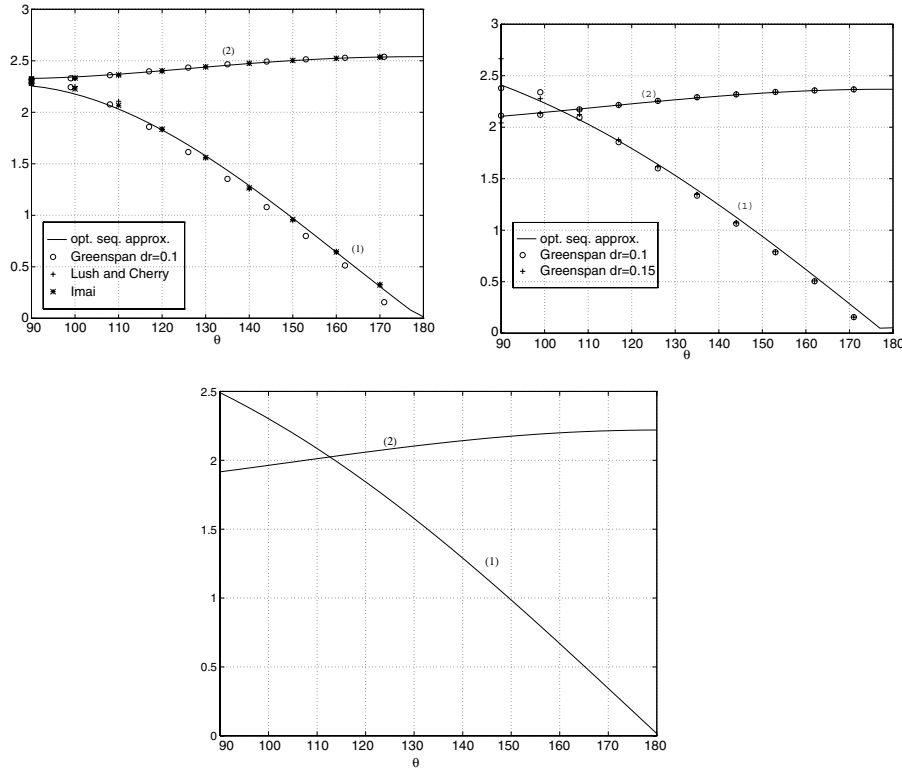 3
2.5
2
1.5
1
0.5
0
(2)
(1)
opt. seq. approx.
Greenspan dr=0.1
Lush and Cherry
Imai
90 100 110 120 130 140 150 160 170 180
θ
3
2.5
2
1.5
1
0.5
0
(2)
(1)
opt. seq. approx.
Greenspan dr=0.1
Greenspan dr=0.15
90 100 110 120 130 140 150 160 170 180
θ
2.5
2
1.5
1
0.5
0
(2)
(1)
90 100 110 120 130 140 150 160 170 180
θ